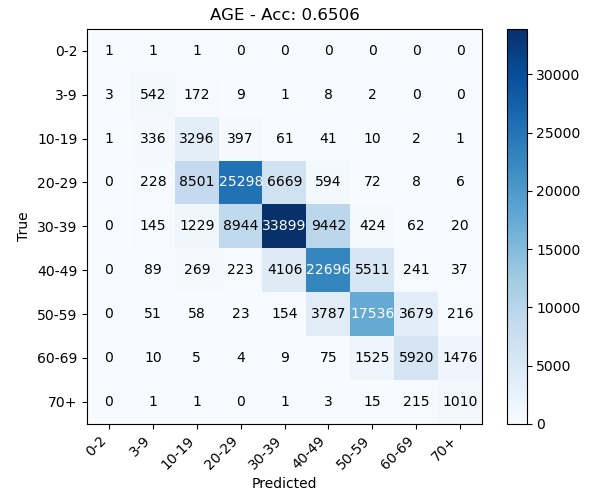 AGE - Acc: 0.6506
0-2 1 1 1 0 0 0 0 0 0
3-9 3 542 172 9 1 8 2 0 0
10-19 1 336 3296 397 61 41 10 2 1
20-29 0 228 8501 25298 6669 594 72 8 6
30-39 0 145 1229 8944 33899 9442 424 62 20
40-49 0 89 269 223 4106 22696 5511 241 37
50-59 0 51 58 23 154 3787 17536 3679 216
60-69 0 10 5 4 9 75 1525 5920 1476
70+ 0 1 1 0 1 3 15 215 1010
0-2 3-9 10-19 20-29 30-39 40-49 50-59 60-69 70+
Predicted
True
30000
25000
20000
15000
10000
5000
0